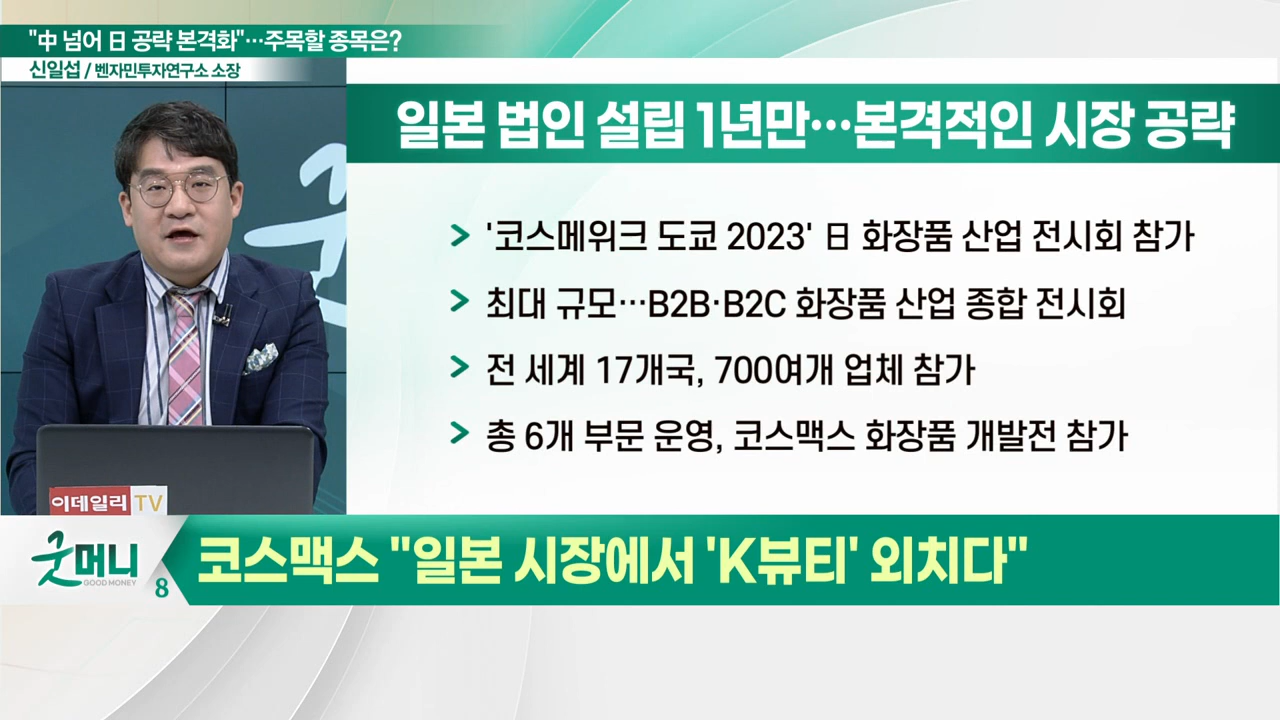 "中 넘어 日 공략 본격화"…주목할 종목은?
신일섭 / 벤자민투자연구소 소장
일본 법인 설립 1년만…본격적인 시장 공략
> '코스메위크 도쿄 2023' 日 화장품 산업 전시회 참가
> 최대 규모…B2B·B2C 화장품 산업 종합 전시회
> 전 세계 17개국, 700여개 업체 참가
> 총 6개 부문 운영, 코스맥스 화장품 개발전 참가
이데일리 TV
굿머니
GOOD MONEY
8
코스맥스 "일본 시장에서 'K뷰티' 외치다"